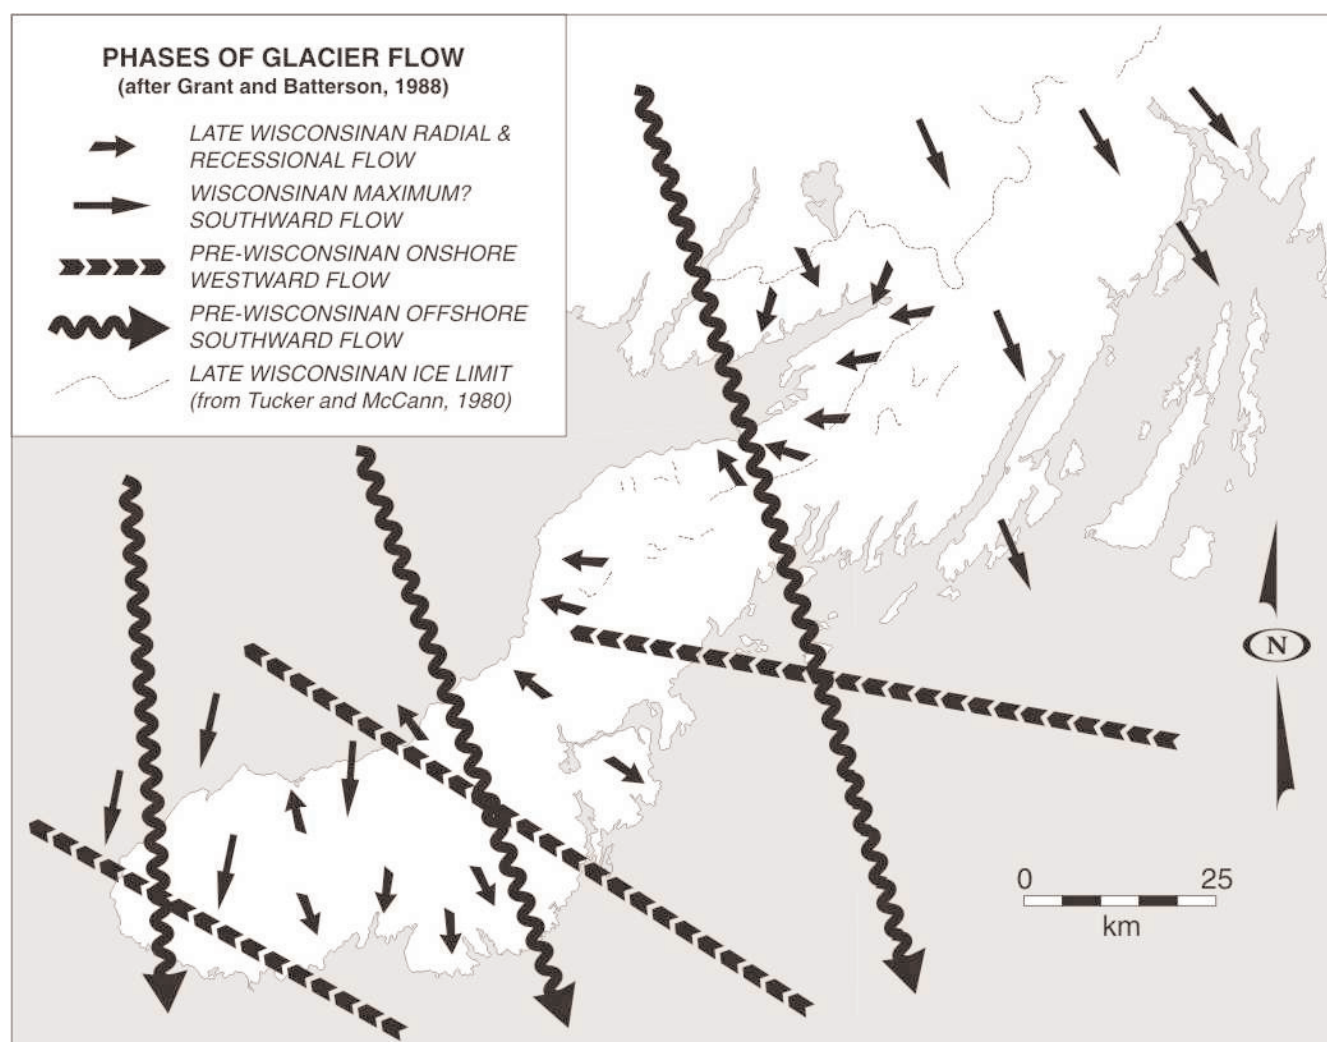 PHASES OF GLACIER FLOW
(after Grant and Batterson, 1988)
LATE WISCONSINAN RADIAL &
RECESSIONAL FLOW
WISCONSINAN MAXIMUM?
SOUTHWARD FLOW
PRE-WISCONSINAN ONSHORE
WESTWARD FLOW
PRE-WISCONSINAN OFFSHORE
SOUTHWARD FLOW
LATE WISCONSINAN ICE LIMIT
(from Tucker and McCann, 1980)
N
0 25
km